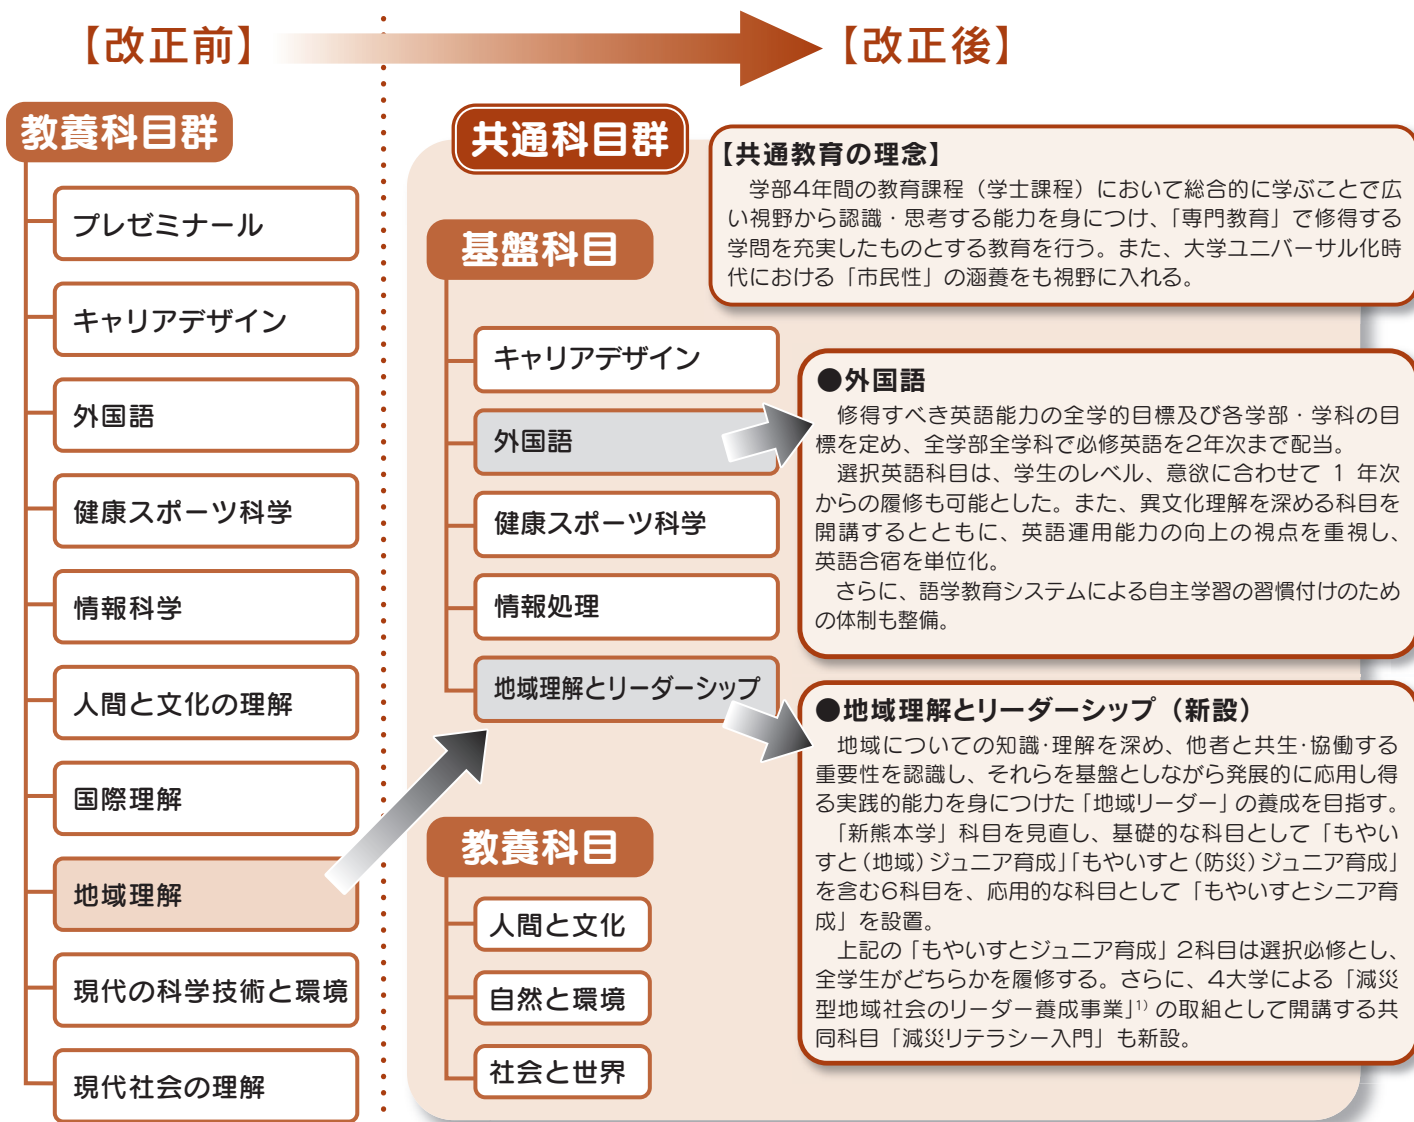 【改正前】
【改正後】
教養科目群
プレゼミナール
キャリアデザイン
外国語
健康スポーツ科学
情報科学
人間と文化の理解
国際理解
地域理解
現代の科学技術と環境
現代社会の理解
共通科目群
【共通教育の理念】
学部4年間の教育課程（学士課程）において総合的に学ぶことで広
い視野から認識・思考する能力を身につけ、「専門教育」で修得する
学問を充実したものとする教育を行う。また、大学ユニバーサル化時
代における「市民性」の涵養をも視野に入れる。
基盤科目
キャリアデザイン
外国語
健康スポーツ科学
情報処理
地域理解とリーダーシップ
●外国語
修得すべき英語能力の全学的目標及び各学部・学科の目
標を定め、全学部全学科で必修英語を2年次まで配当。
選択英語科目は、学生のレベル、意欲に合わせて 1 年次
からの履修も可能とした。また、異文化理解を深める科目を
開講するとともに、英語運用能力の向上の視点を重視し、
英語合宿を単位化。
さらに、語学教育システムによる自主学習の習慣付けのため
の体制も整備。
●地域理解とリーダーシップ（新設）
地域についての知識・理解を深め、他者と共生・協働する
重要性を認識し、それらを基盤としながら発展的に応用し得
る実践的能力を身につけた「地域リーダー」の養成を目指す。
「新熊本学」科目を見直し、基礎的な科目として「もやい
すと（地域）ジュニア育成」「もやいすと（防災）ジュニア育成」
を含む6科目を、応用的な科目として「もやいすとシニア育
成」を設置。
上記の「もやいすとジュニア育成」2科目は選択必修とし、
全学生がどちらかを履修する。さらに、4大学による「減災
型地域社会のリーダー養成事業」1）の取組として開講する共
同科目「減災リテラシー入門」も新設。
教養科目
人間と文化
自然と環境
社会と世界